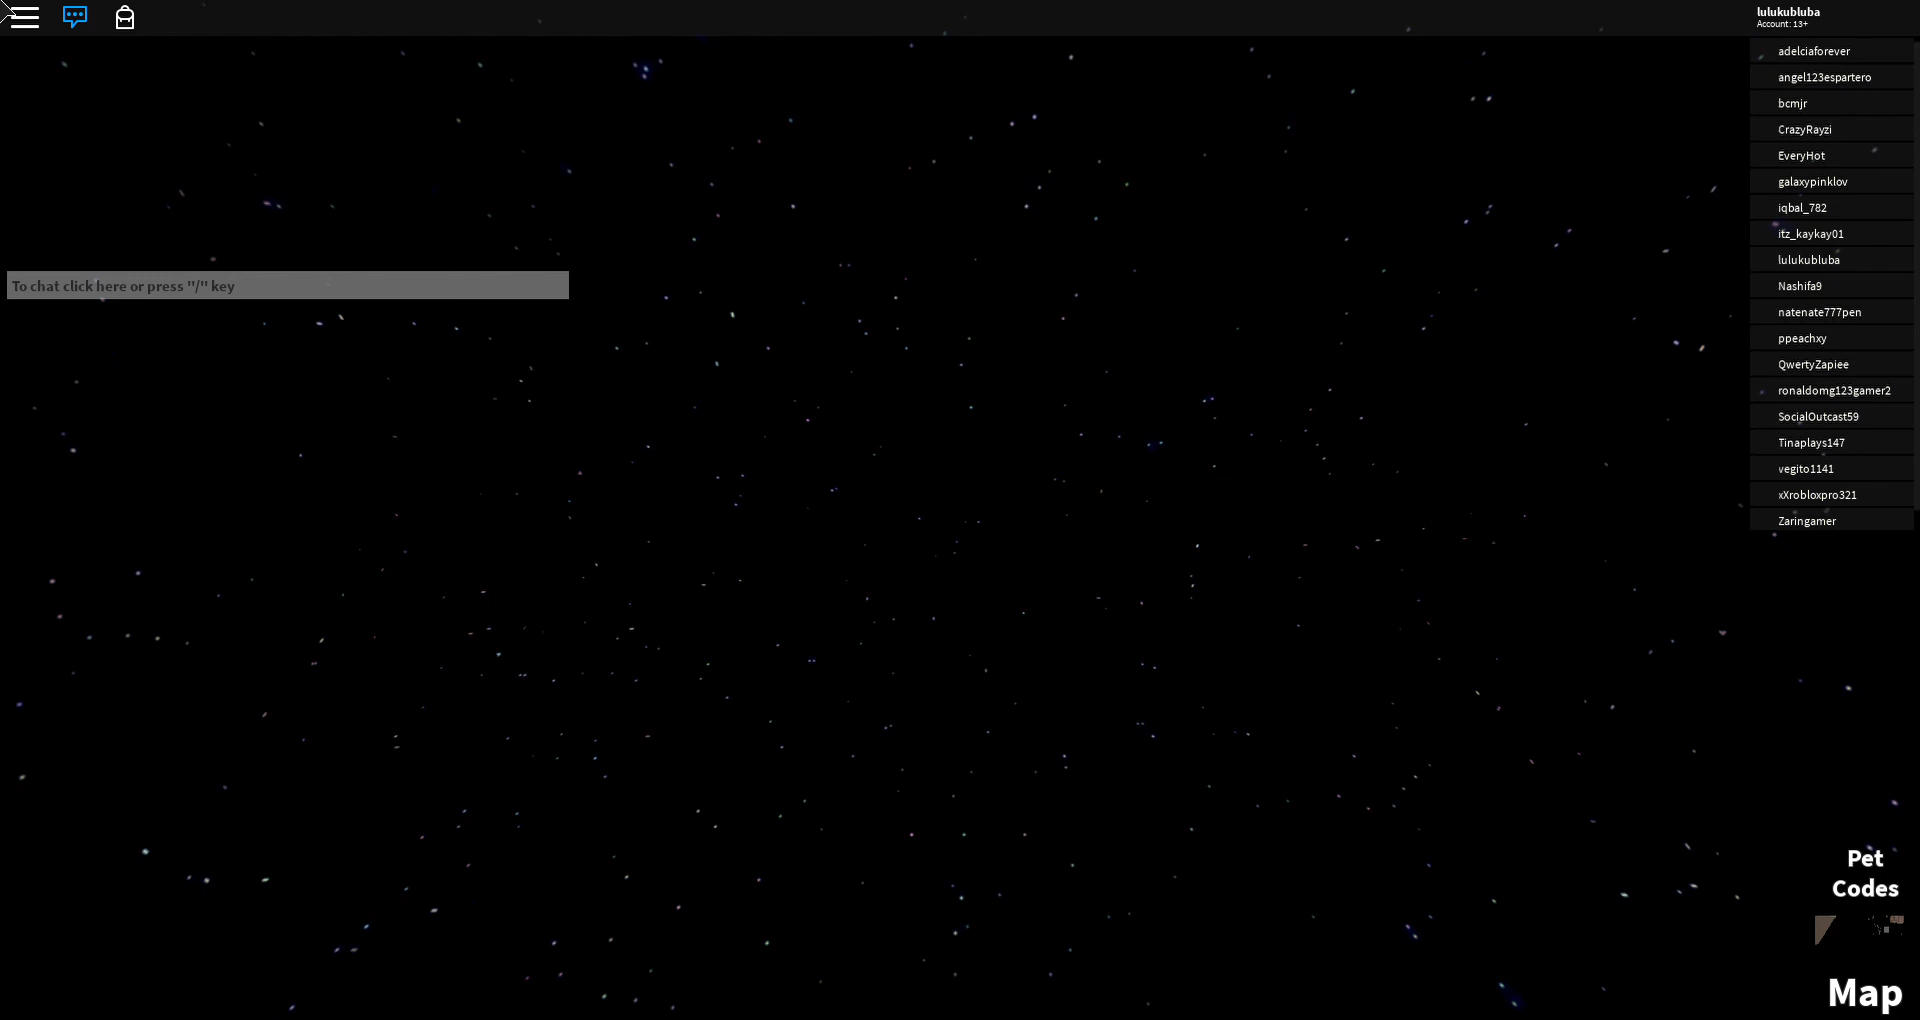 lulukubluba
Account: 13+
adelciaforever
angel123espartero
bcmjr
CrazyRayzi
EveryHot
galaxypinklov
iqbal_782
itz_kaykay01
To chat click here or press "/" key
lulukubluba
Nashifa9
natenate777pen
ppeachxy
QwertyZapiee
ronaldomg123gamer2
SocialOutcast59
Tinaplays147
vegito1141
xXrobloxpro321
Zaringamer
Pet
Codes
Map